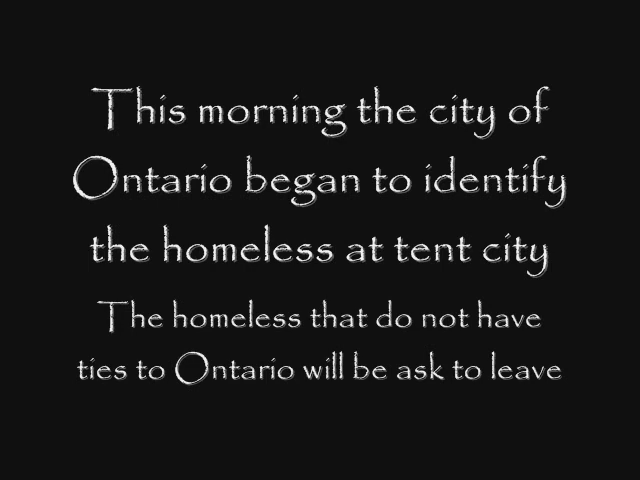 This morning the city of
Ontario began to identify
the homeless at tent city
The homeless that do not have
ties to Ontario will be ask to leave